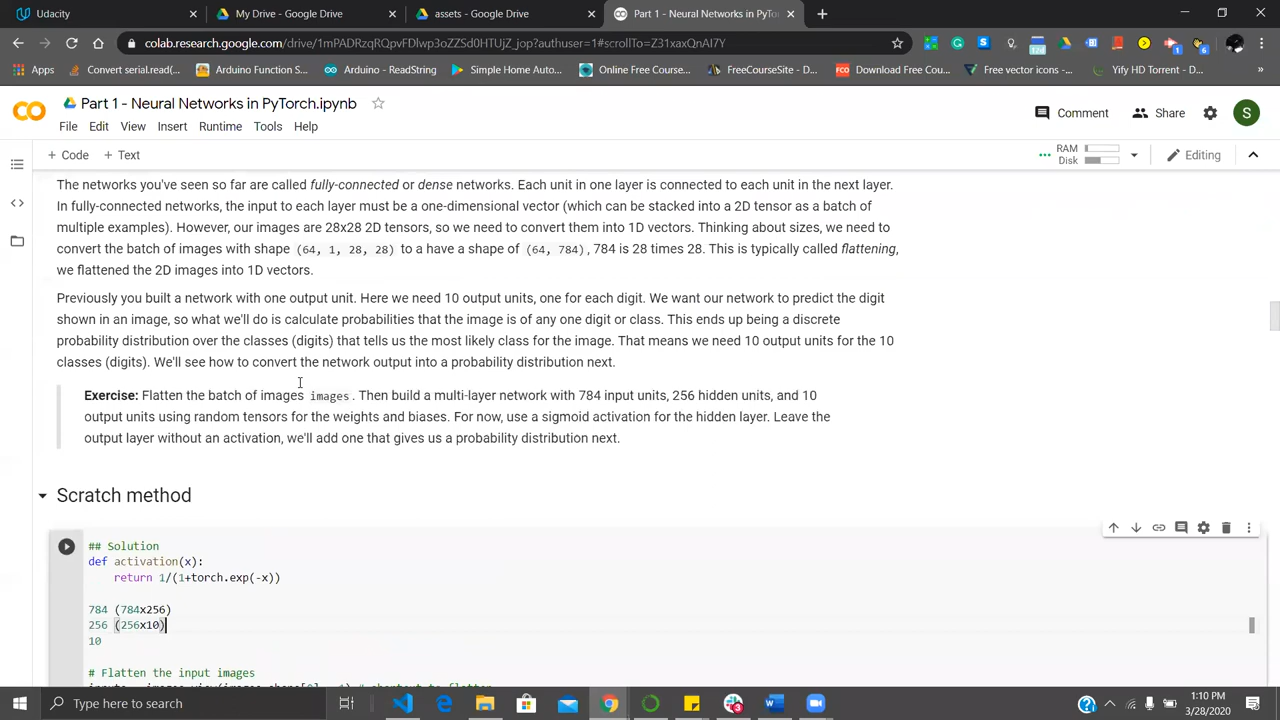 Udacity
My Drive - Google Drive
assets - Google Drive
Part 1 - Neural Networks in PyTo
colab.research.google.com/drive/1mPADRzqRQpvFDlwp3oZZSd0HTUjZ_jop?authuser=1#scrollTo=Z31xaxQnAI7Y
Apps
Convert serial.read(...
Arduino Function S...
Arduino - ReadString
Simple Home Auto...
Online Free Course...
FreeCourseSite - D...
Download Free Cou...
Free vector icons -...
Yify HD Torrent - D...
Part 1 - Neural Networks in PyTorch.ipynb
Comment
Share
S
File Edit View Insert Runtime Tools Help
+ Code + Text
RAM
Disk
Editing
The networks you've seen so far are called fully-connected or dense networks. Each unit in one layer is connected to each unit in the next layer.
In fully-connected networks, the input to each layer must be a one-dimensional vector (which can be stacked into a 2D tensor as a batch of
multiple examples). However, our images are 28x28 2D tensors, so we need to convert them into 1D vectors. Thinking about sizes, we need to
convert the batch of images with shape (64, 1, 28, 28) to a have a shape of (64, 784), 784 is 28 times 28. This is typically called flattening,
we flattened the 2D images into 1D vectors.
Previously you built a network with one output unit. Here we need 10 output units, one for each digit. We want our network to predict the digit
shown in an image, so what we'll do is calculate probabilities that the image is of any one digit or class. This ends up being a discrete
probability distribution over the classes (digits) that tells us the most likely class for the image. That means we need 10 output units for the 10
classes (digits). We'll see how to convert the network output into a probability distribution next.
Exercise: Flatten the batch of images images. Then build a multi-layer network with 784 input units, 256 hidden units, and 10
output units using random tensors for the weights and biases. For now, use a sigmoid activation for the hidden layer. Leave the
output layer without an activation, we'll add one that gives us a probability distribution next.
Scratch method
## Solution
def activation(x):
return 1/(1+torch.exp(-x))
784 (784x256)
256 (256x10)
10
# Flatten the input images
Type here to search
1:10 PM
3/28/2020